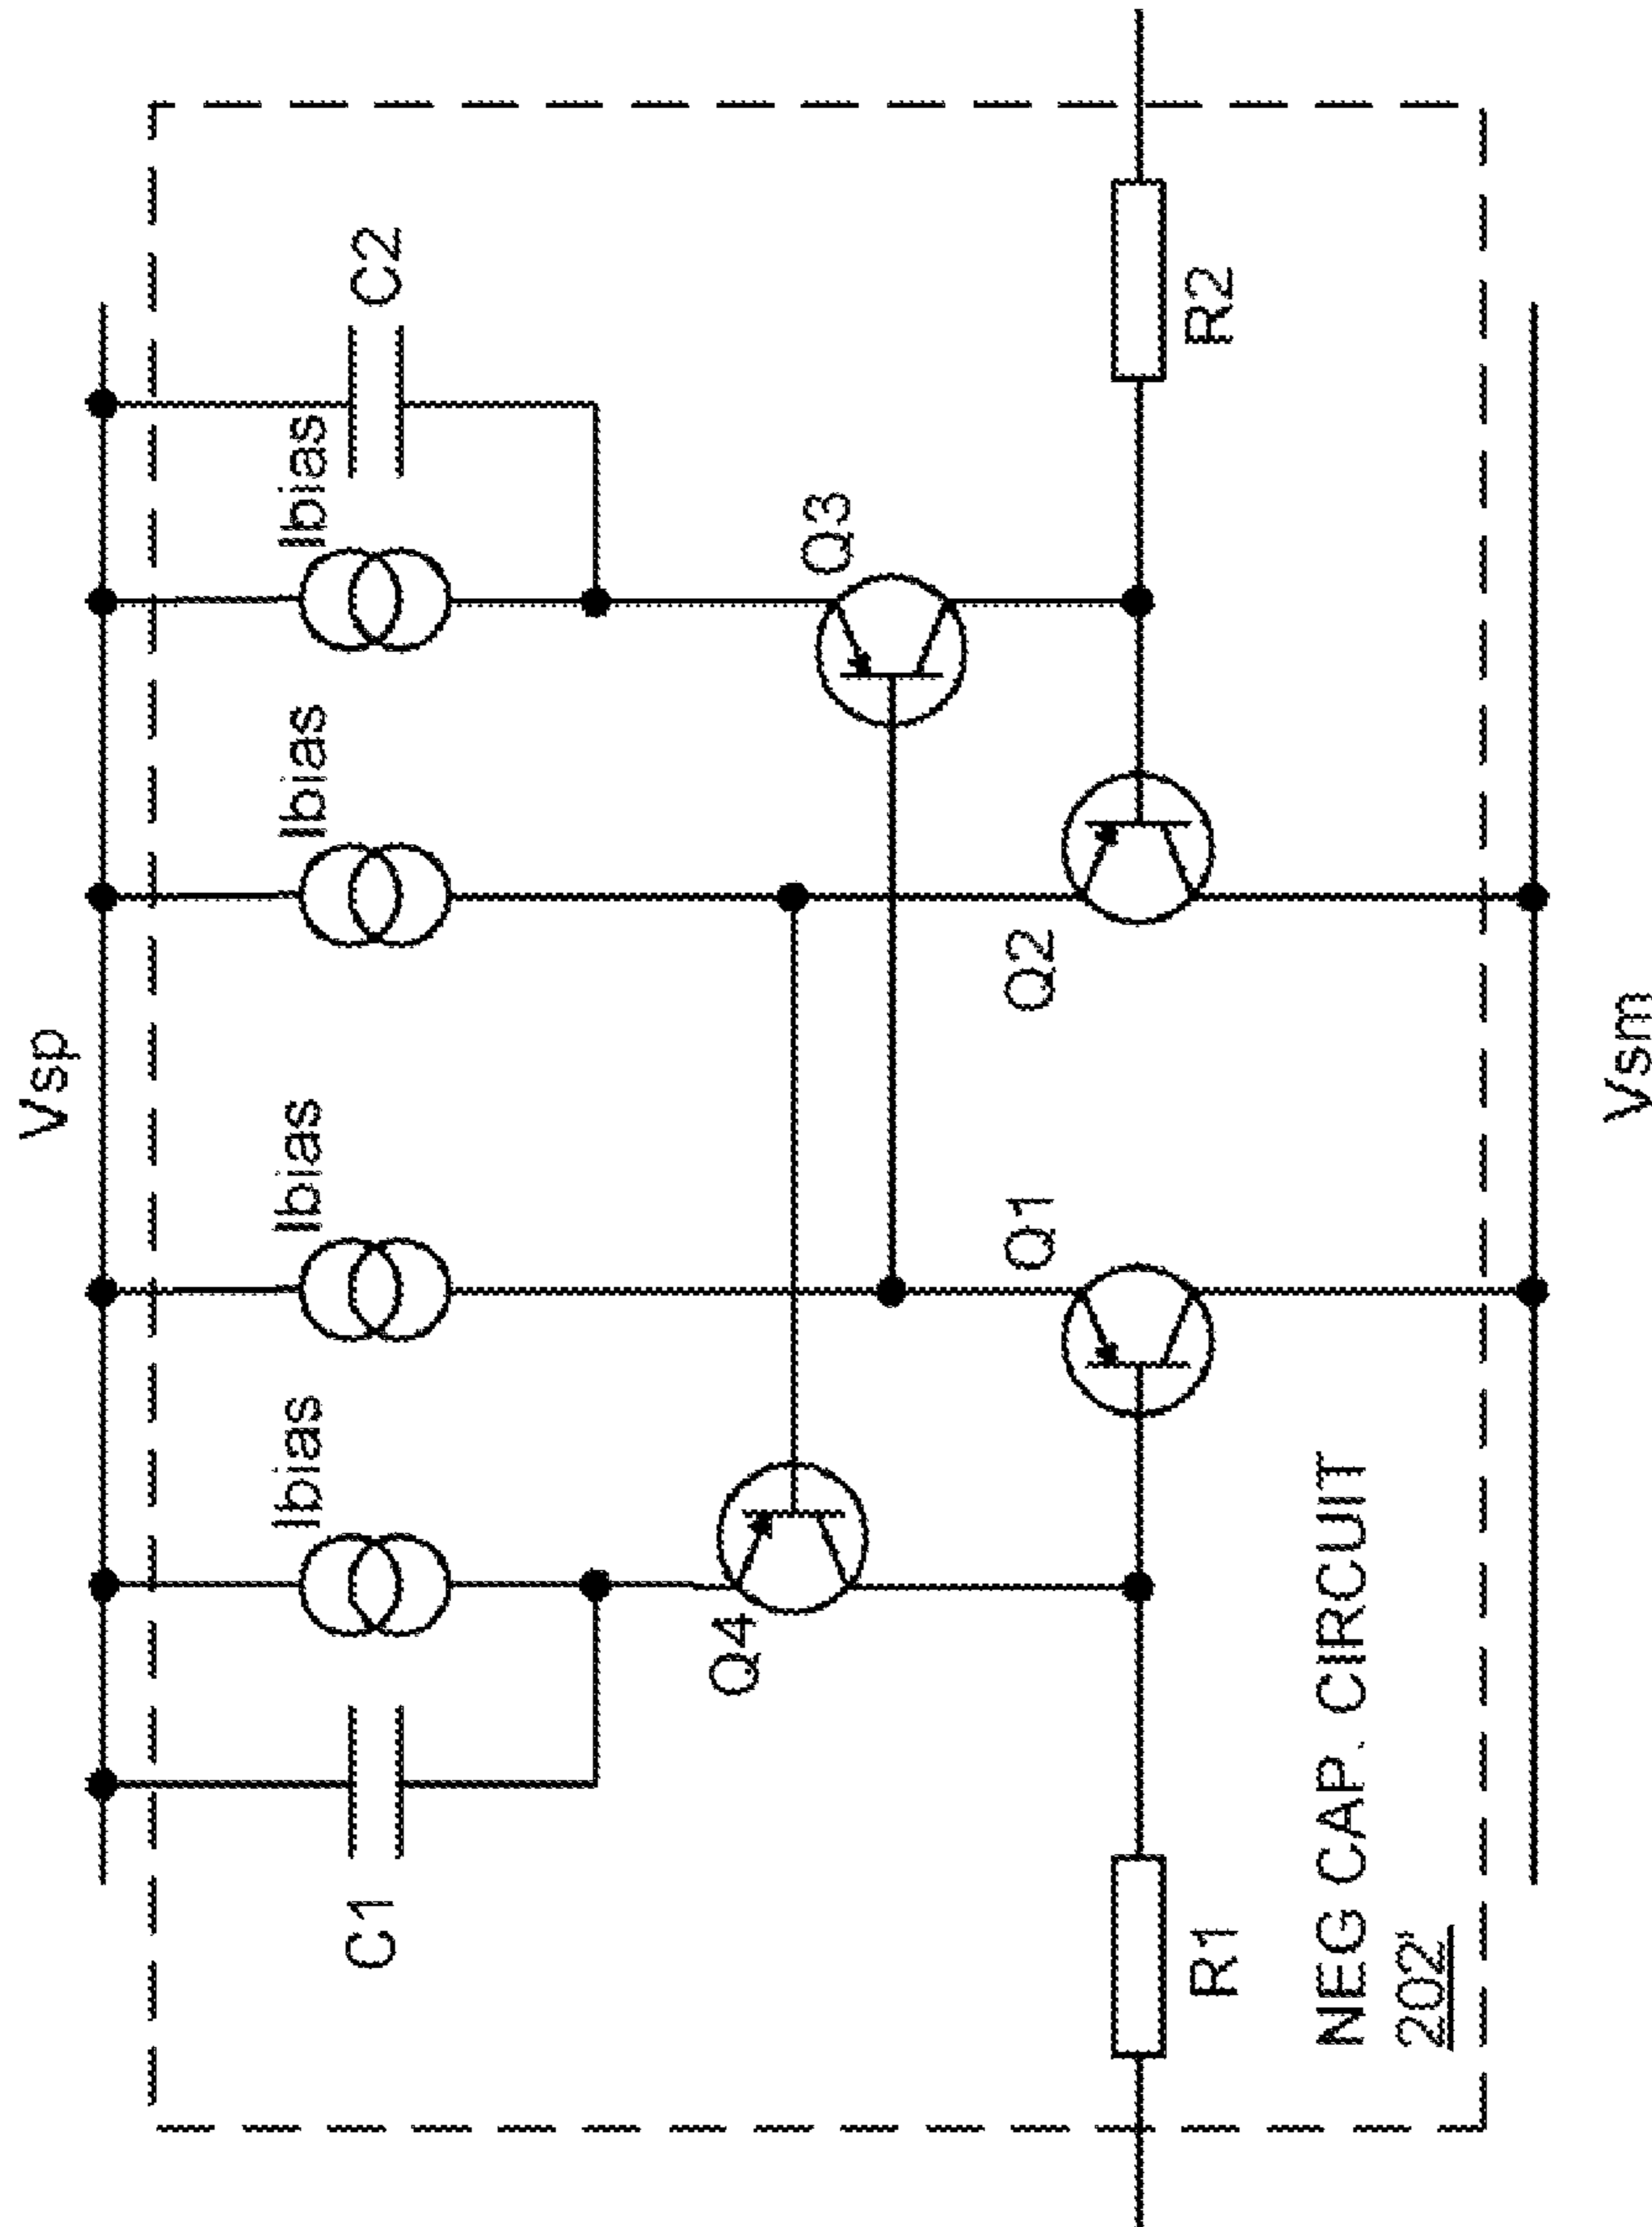 Vsp
C1
Ibias
Ibias
Ibias
Ibias
C2
Q4
Q3
Q1
Q2
R1
R2
NEG CAP. CIRCUIT
202'
Vsm